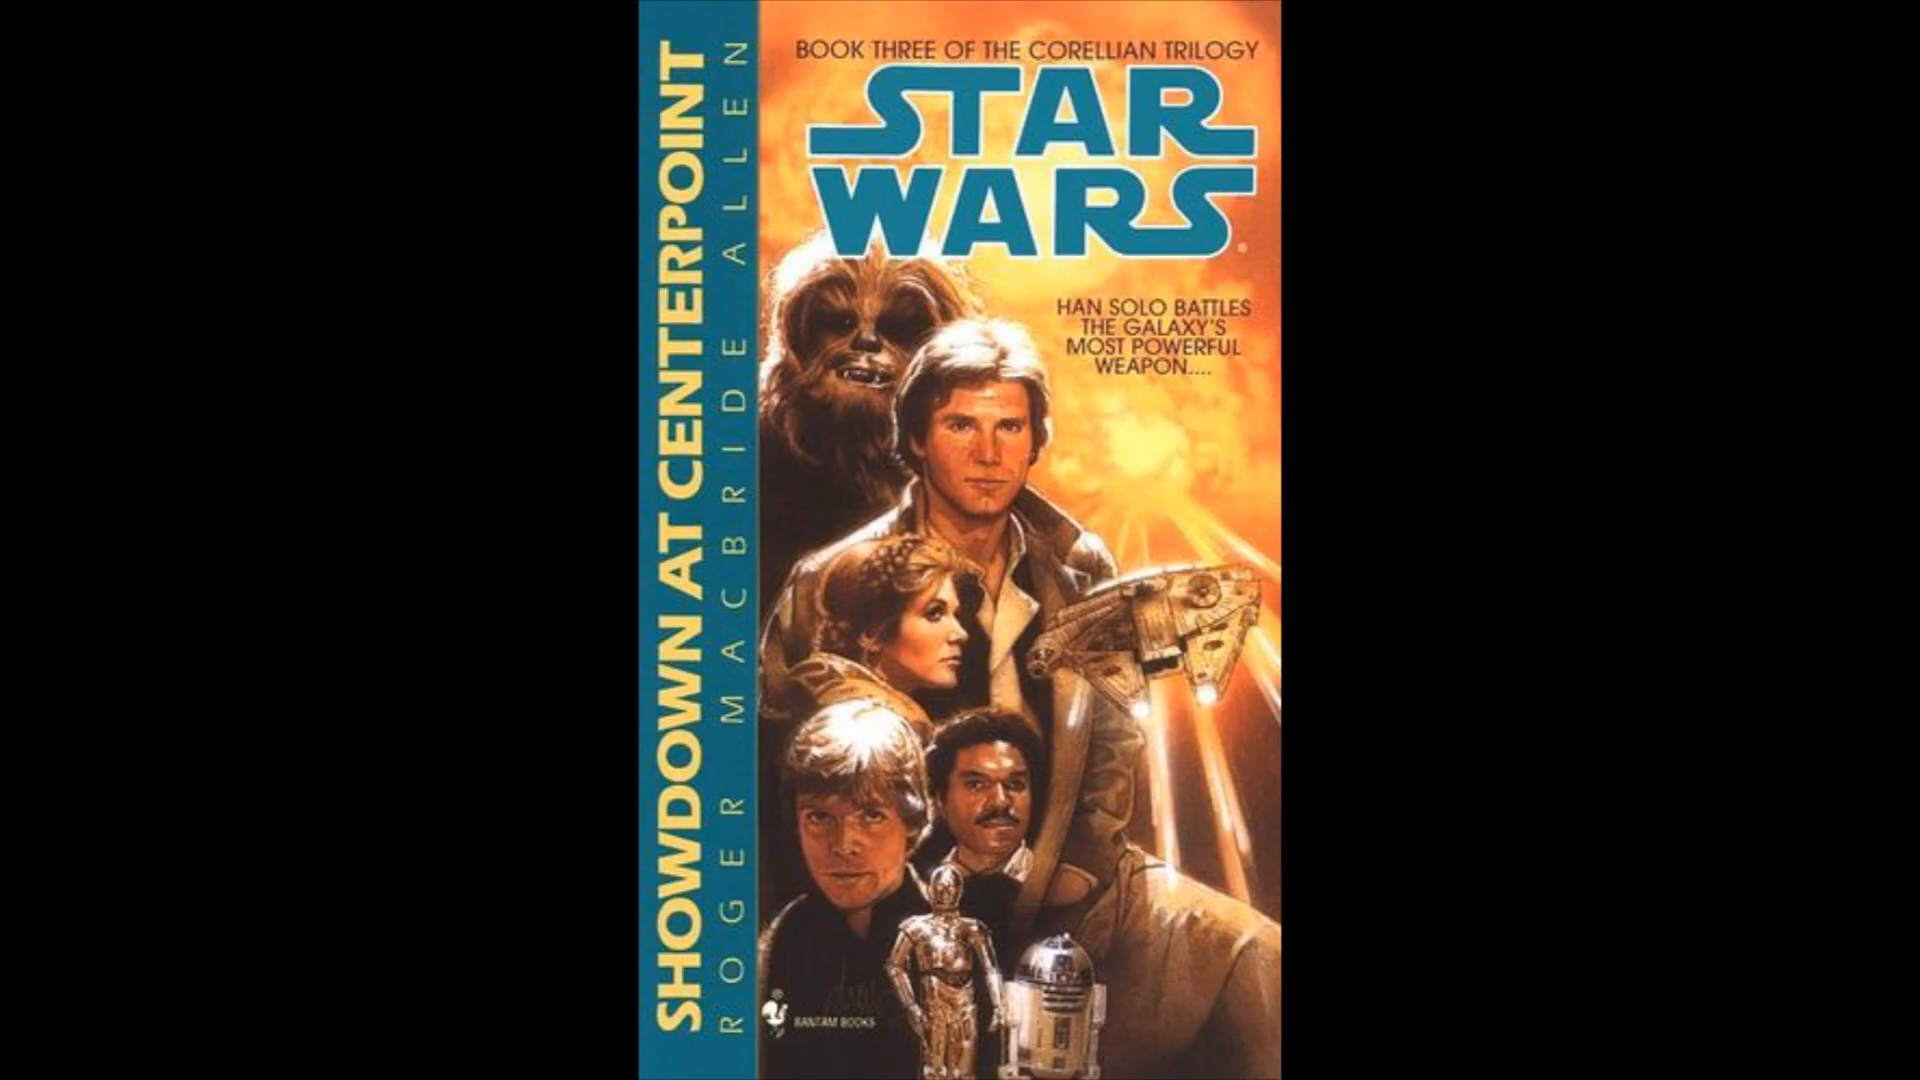 SHOWDOWN AT CENTERPOINT
ROGER MACBRIDE ALLEN
BOOK THREE OF THE CORELLIAN TRILOGY
STAR
WARS
HAN SOLO BATTLES
THE GALAXY'S
MOST POWERFUL
WEAPON....
BANTAM BOOKS